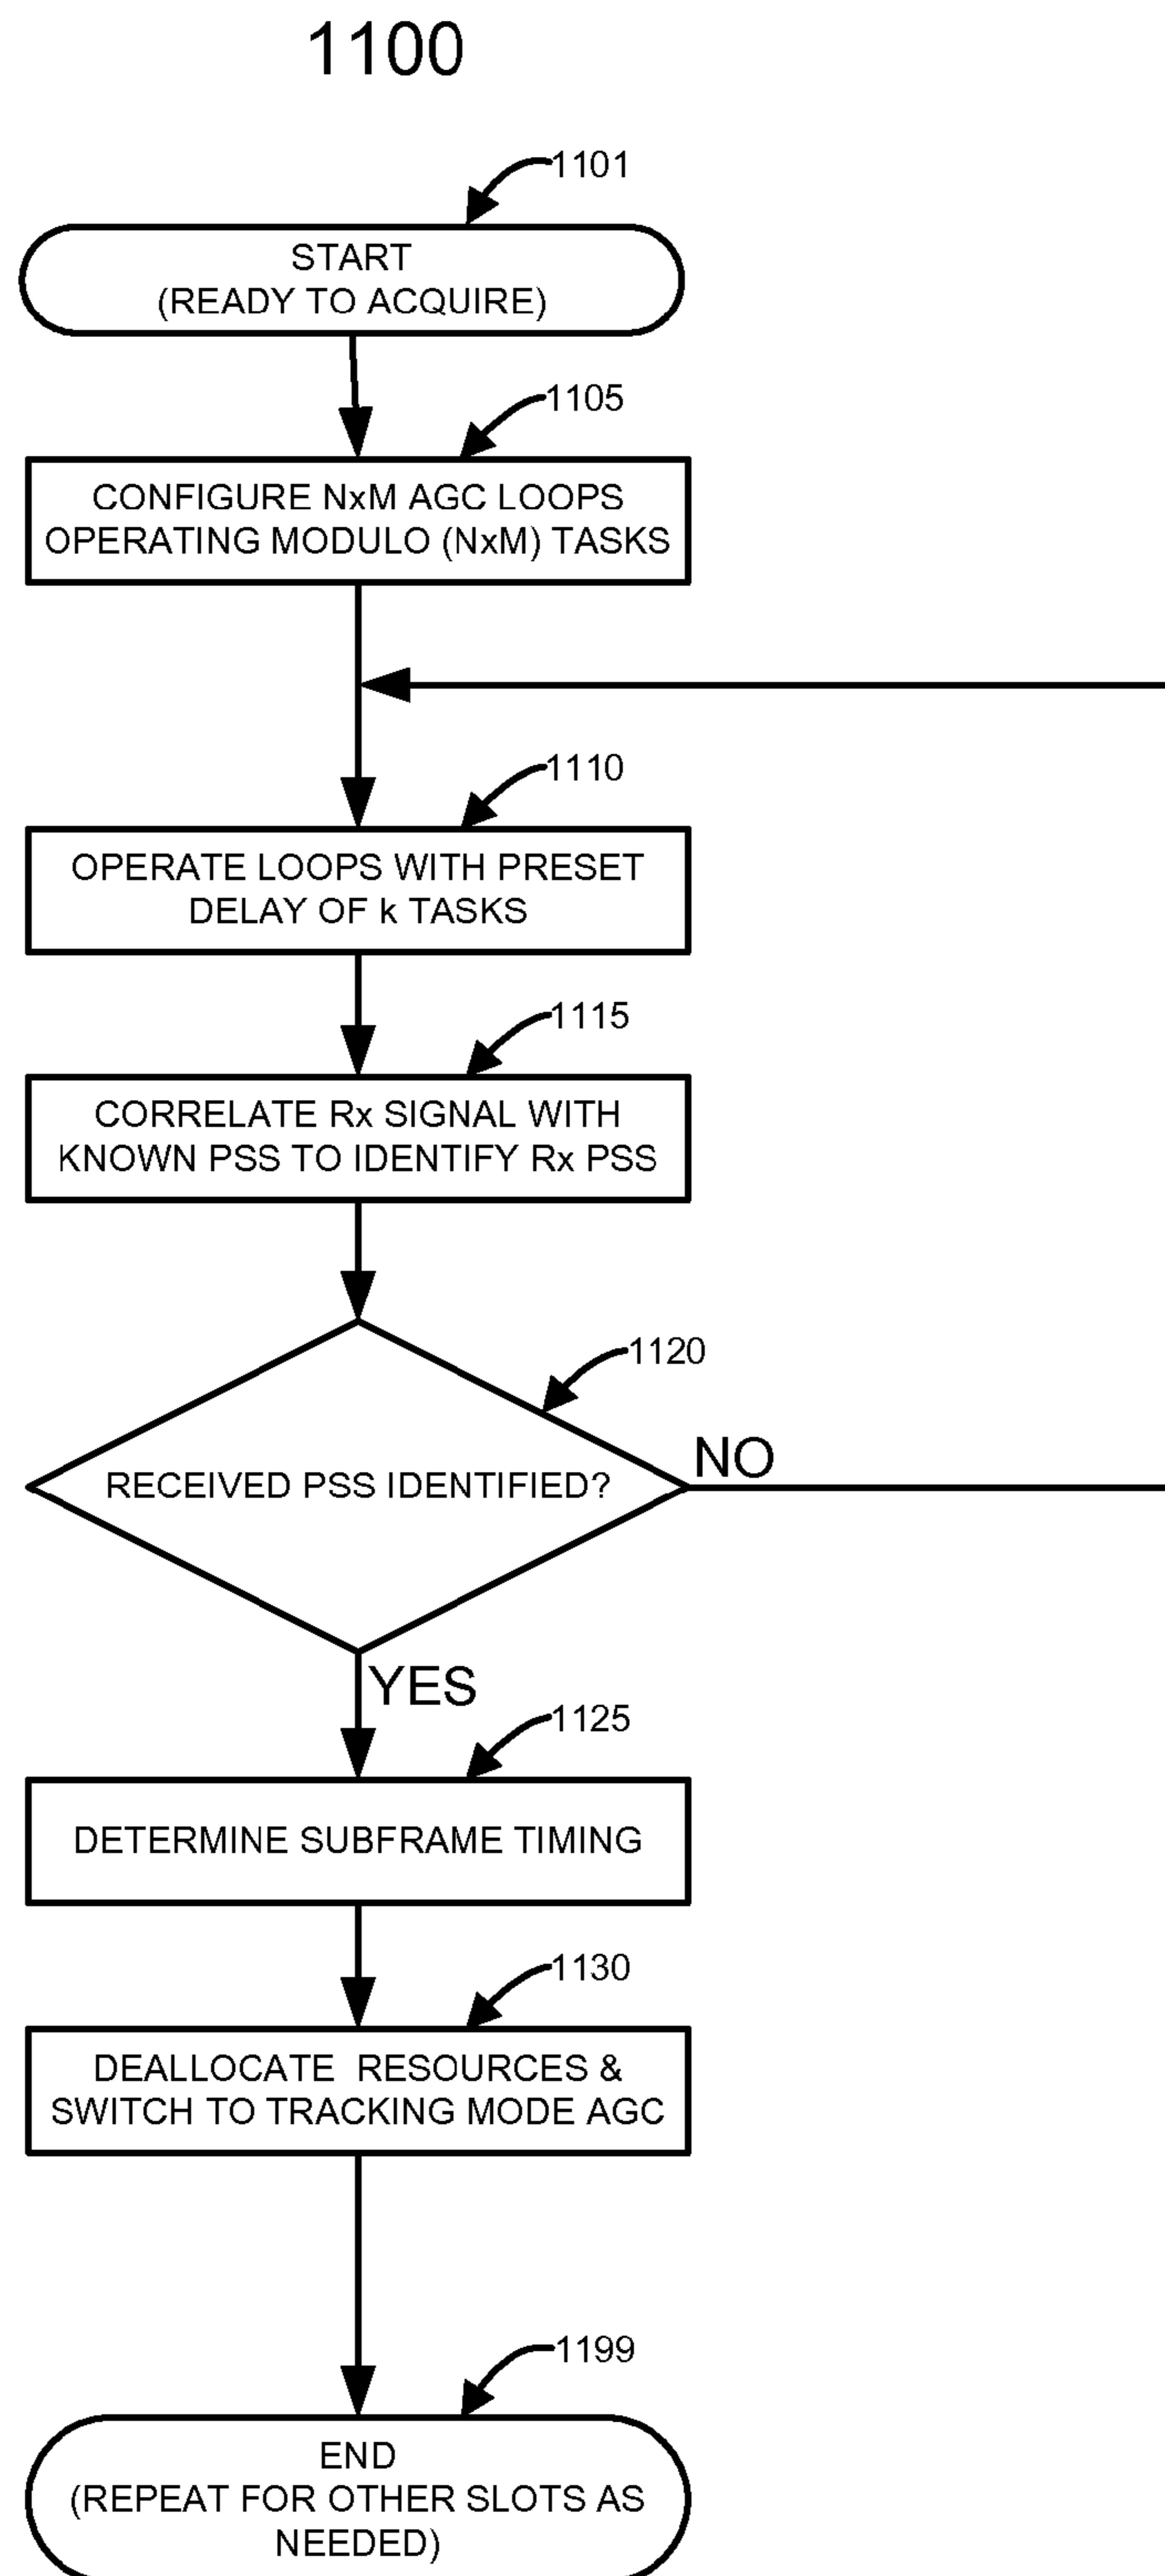 1100
1101
START
(READY TO ACQUIRE)
1105
CONFIGURE NxM AGC LOOPS
OPERATING MODULO (NxM) TASKS
1110
OPERATE LOOPS WITH PRESET
DELAY OF k TASKS
1115
CORRELATE Rx SIGNAL WITH
KNOWN PSS TO IDENTIFY Rx PSS
1120
RECEIVED PSS IDENTIFIED?
NO
YES
1125
DETERMINE SUBFRAME TIMING
1130
DEALLOCATE RESOURCES &
SWITCH TO TRACKING MODE AGC
1199
END
(REPEAT FOR OTHER SLOTS AS
NEEDED)